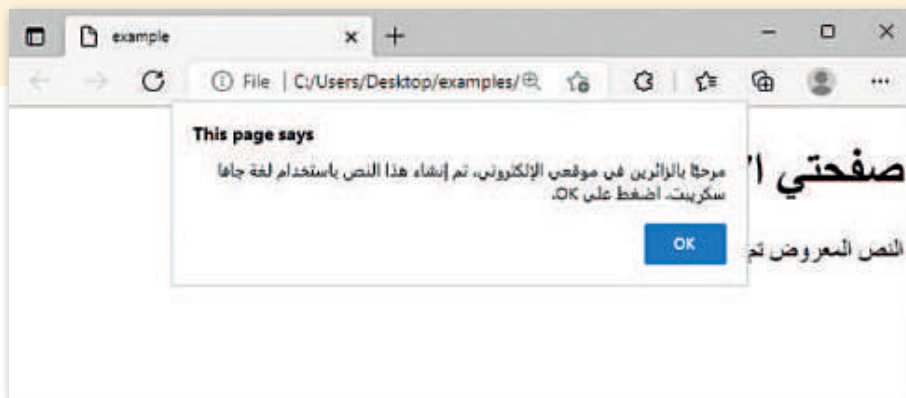 example
File | C:/Users/Desktop/examples/
This page says
مرحبًا بالزائرين في موقعي الإلكتروني، تم إنشاء هذا النص باستخدام لغة جافا
سكريبت. اضغط على OK.
OK
صفحتي
النص المعروض تم